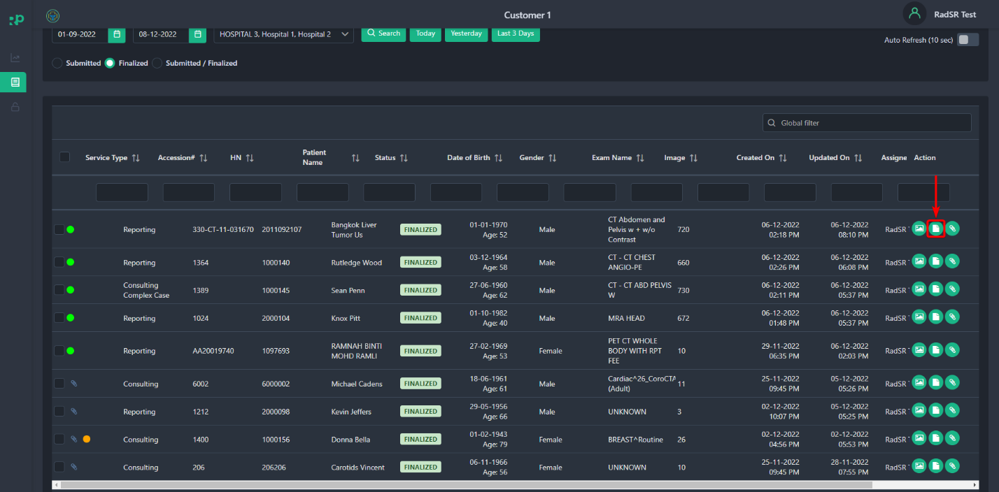 Customer 1
RadSR Test
01-09-2022
08-12-2022
HOSPITAL 3, Hospital 1, Hospital 2
Search
Today
Yesterday
Last 3 Days
Auto Refresh (10 sec)
Submitted
Finalized
Submitted / Finalized
Global filter
Service Type
Accession#
HN
Patient
Name
Status
Date of Birth
Gender
Exam Name
Image
Created On
Updated On
Assigne
Action
Reporting
330-CT-11-031670
2011092107
Bangkok Liver
Tumor Us
FINALIZED
01-01-1970
Age: 52
Male
CT Abdomen and
Pelvis w + w/o
Contrast
720
06-12-2022
02:18 PM
06-12-2022
08:10 PM
RadSR
Reporting
1364
1000140
Rutledge Wood
FINALIZED
03-12-1964
Age: 58
Male
CT - CT CHEST
ANGIO-PE
660
06-12-2022
02:26 PM
06-12-2022
06:08 PM
RadSR
Consulting
Complex Case
1389
1000145
Sean Penn
FINALIZED
27-06-1960
Age: 62
Male
CT - CT ABD PELVIS
W
730
06-12-2022
02:11 PM
06-12-2022
05:37 PM
RadSR
Reporting
1024
2000104
Knox Pitt
FINALIZED
01-10-1982
Age: 40
Male
MRA HEAD
672
06-12-2022
01:48 PM
06-12-2022
05:37 PM
RadSR
Reporting
AA20019740
1097693
RAMNAH BINTI
MOHD RAMLI
FINALIZED
27-02-1969
Age: 53
Female
PET CT WHOLE
BODY WITH RPT
FEE
10
29-11-2022
06:35 PM
06-12-2022
02:03 PM
RadSR
Consulting
6002
6000002
Michael Cadens
FINALIZED
18-06-1961
Age: 61
Male
Cardiac^26_CoroCTA
(Adult)
11
25-11-2022
09:45 PM
05-12-2022
05:26 PM
RadSR
Reporting
1212
2000098
Kevin Jeffers
FINALIZED
29-05-1956
Age: 66
Male
UNKNOWN
3
02-12-2022
10:07 PM
05-12-2022
05:25 PM
RadSR
Consulting
1400
1000156
Donna Bella
FINALIZED
01-02-1943
Age: 79
Female
BREAST^Routine
26
02-12-2022
04:56 PM
02-12-2022
05:53 PM
RadSR
Consulting
206
206206
Carotids Vincent
FINALIZED
06-11-1966
Age: 56
Female
UNKNOWN
10
25-11-2022
09:45 PM
28-11-2022
07:55 PM
RadSR